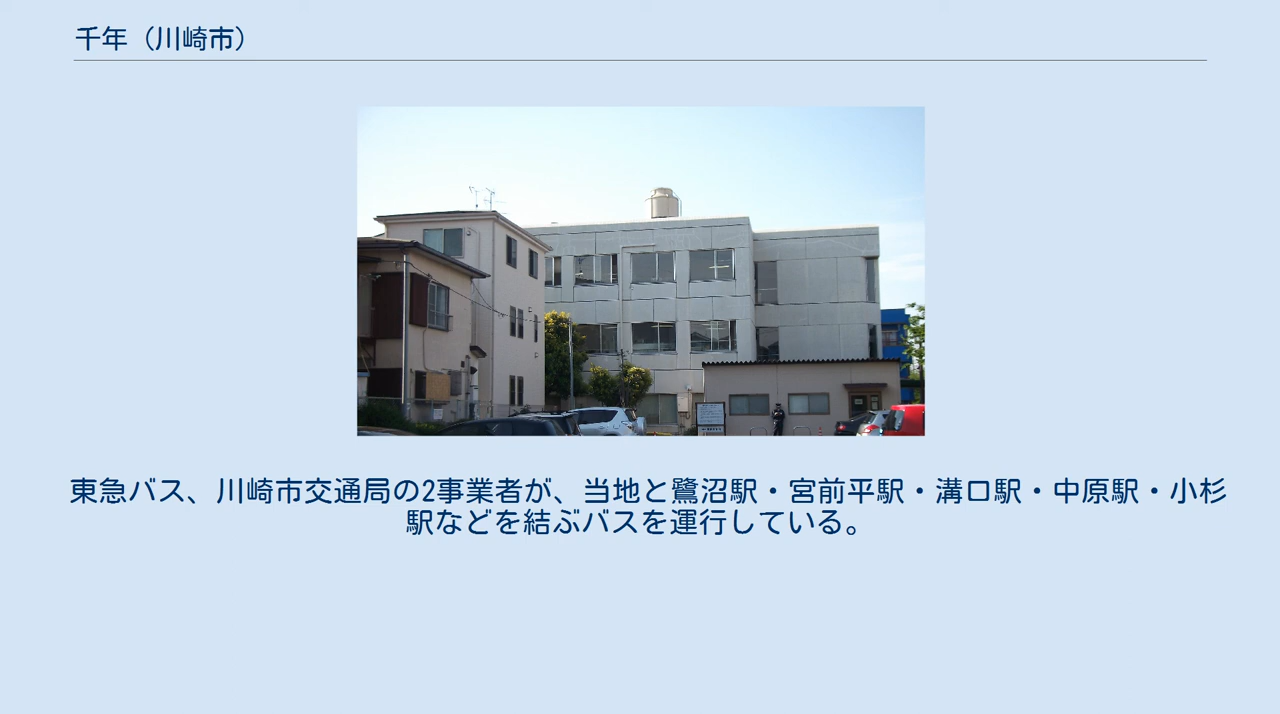 千年（川崎市）
東急バス、川崎市交通局の2事業者が、当地と鷺沼駅・宮前平駅・溝口駅・中原駅・小杉
駅などを結ぶバスを運行している。